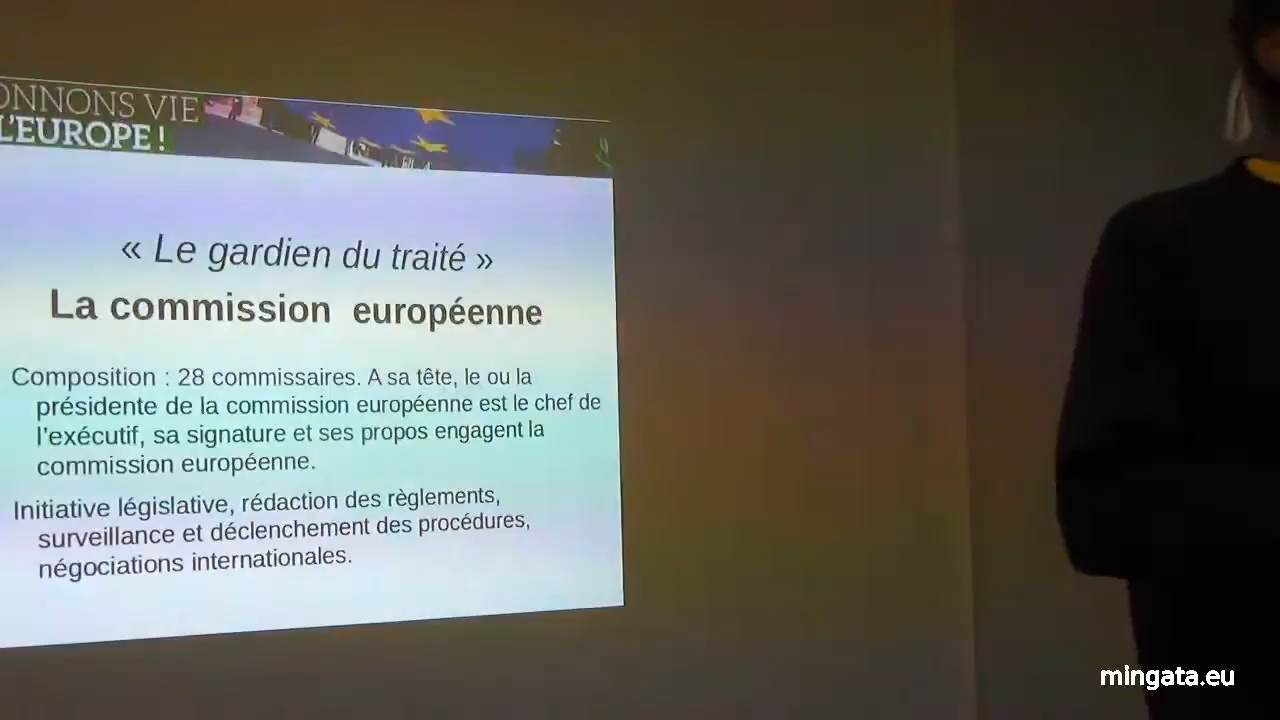 ONNONS VIE
L'EUROPE !
« Le gardien du traité »
La commission européenne
Composition : 28 commissaires. A sa tête, le ou la
présidente de la commission européenne est le chef de
l'exécutif, sa signature et ses propos engagent la
commission européenne.
Initiative législative, rédaction des règlements,
surveillance et déclenchement des procédures,
négociations internationales.
mingata.eu